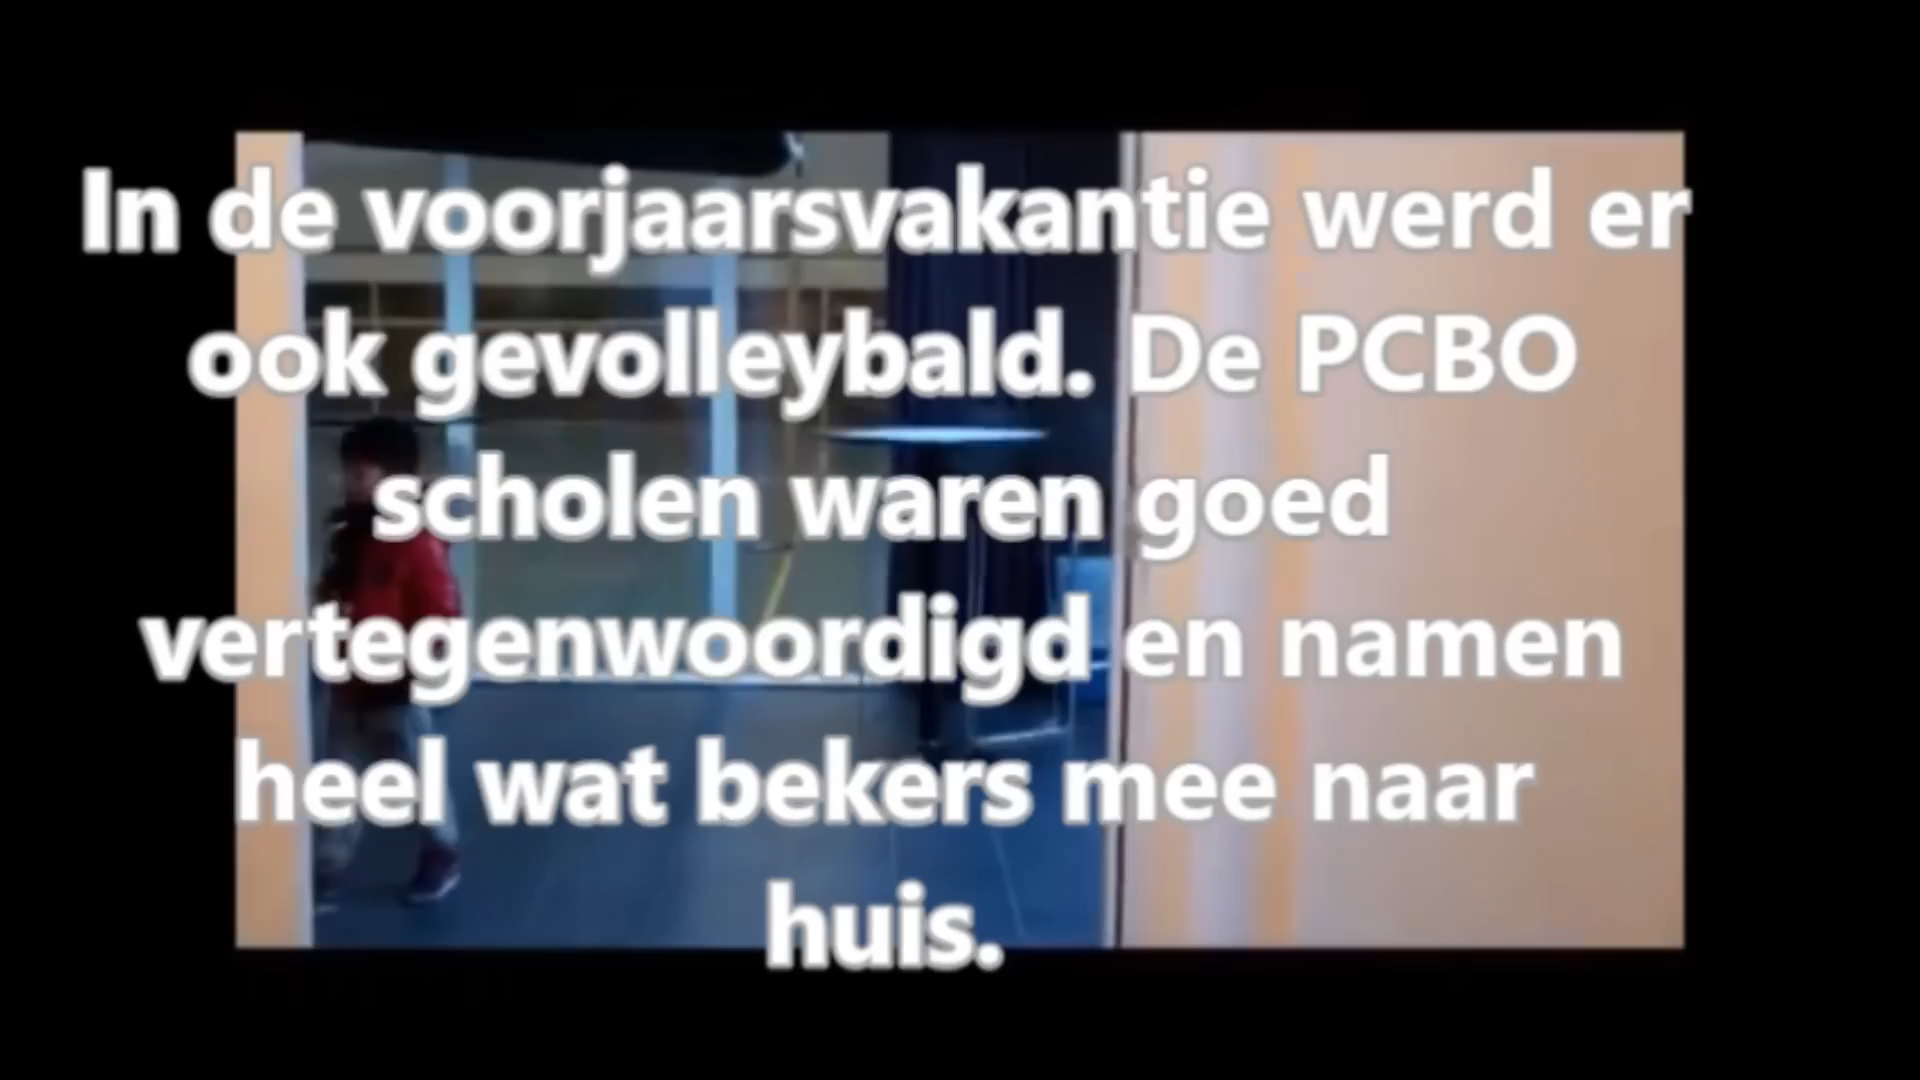 In de voorjaarsvakantie werd er
ook gevolleybald. De PCBO
scholen waren goed
vertegenwoordigd en namen
heel wat bekers mee naar
huis.